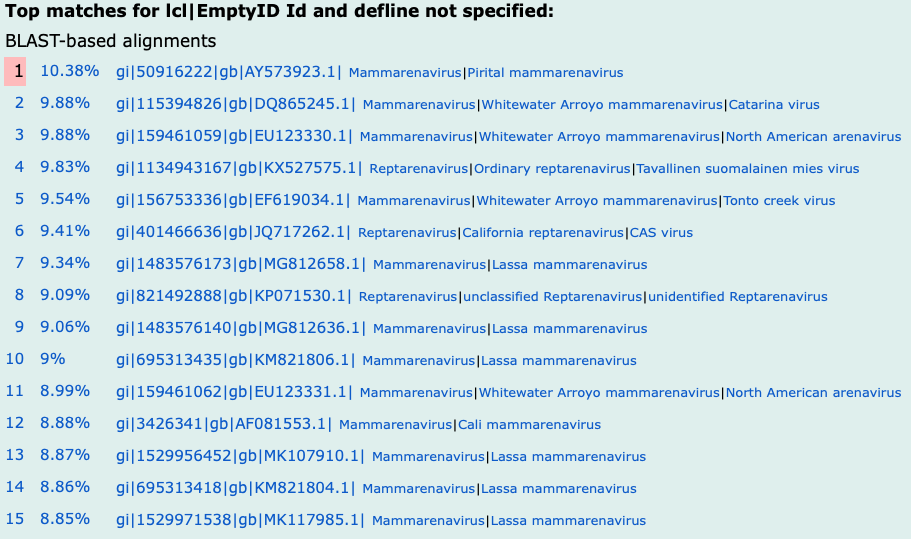 Top matches for lcl|EmptyID Id and defline not specified:
BLAST-based alignments
1 10.38% gi|50916222|gb|AY573923.1| Mammarenavirus|Pirital mammarenavirus
2 9.88% gi|115394826|gb|DQ865245.1| Mammarenavirus|Whitewater Arroyo mammarenavirus|Catarina virus
3 9.88% gi|159461059|gb|EU123330.1| Mammarenavirus|Whitewater Arroyo mammarenavirus|North American arenavirus
4 9.83% gi|1134943167|gb|KX527575.1| Reptarenavirus|Ordinary reptarenavirus|Tavallinen suomalainen mies virus
5 9.54% gi|156753336|gb|EF619034.1| Mammarenavirus|Whitewater Arroyo mammarenavirus|Tonto creek virus
6 9.41% gi|401466636|gb|JQ717262.1| Reptarenavirus|California reptarenavirus|CAS virus
7 9.34% gi|1483576173|gb|MG812658.1| Mammarenavirus|Lassa mammarenavirus
8 9.09% gi|821492888|gb|KP071530.1| Reptarenavirus|unclassified Reptarenavirus|unidentified Reptarenavirus
9 9.06% gi|1483576140|gb|MG812636.1| Mammarenavirus|Lassa mammarenavirus
10 9% gi|695313435|gb|KM821806.1| Mammarenavirus|Lassa mammarenavirus
11 8.99% gi|159461062|gb|EU123331.1| Mammarenavirus|Whitewater Arroyo mammarenavirus|North American arenavirus
12 8.88% gi|3426341|gb|AF081553.1| Mammarenavirus|Cali mammarenavirus
13 8.87% gi|1529956452|gb|MK107910.1| Mammarenavirus|Lassa mammarenavirus
14 8.86% gi|695313418|gb|KM821804.1| Mammarenavirus|Lassa mammarenavirus
15 8.85% gi|1529971538|gb|MK117985.1| Mammarenavirus|Lassa mammarenavirus